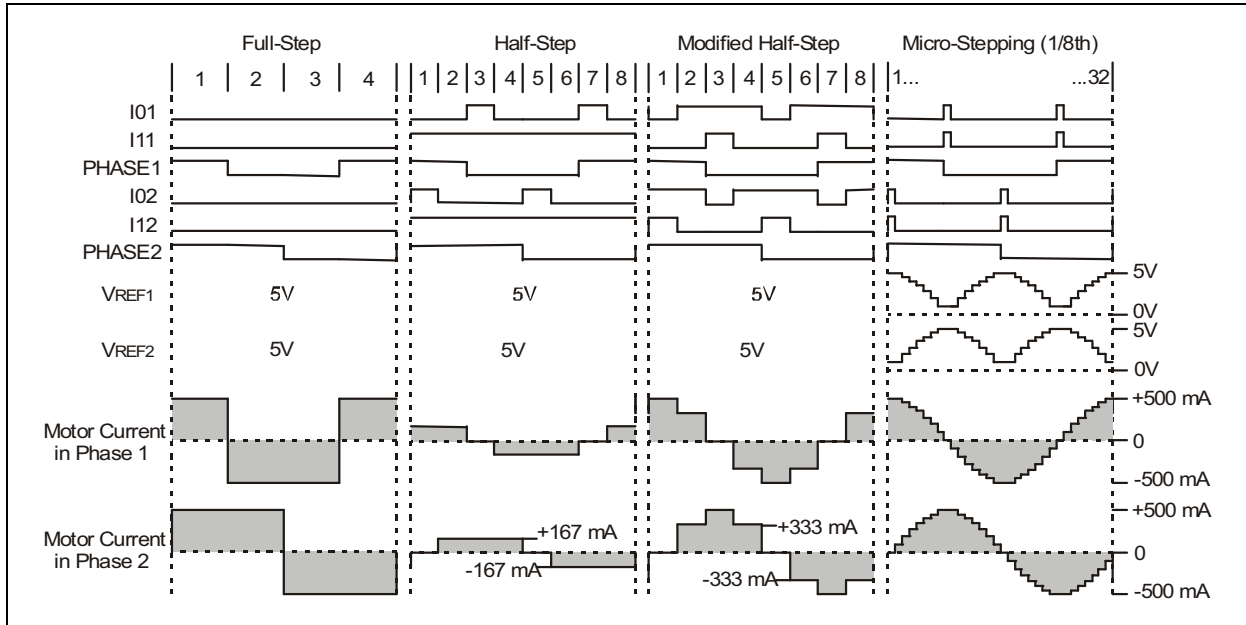 Full-Step Half-Step Modified Half-Step Micro-Stepping (1/8th)
1 2 3 4 1 2 3 4 5 6 7 8 1 2 3 4 5 6 7 8 1... ...32
I01
I11
PHASE1
I02
I12
PHASE2
VREF1 5V 5V 5V 5V
0V
VREF2 5V 5V 5V 5V
0V
Motor Current
in Phase 1
+500 mA
0
-500 mA
Motor Current
in Phase 2
+167 mA
-167 mA
+333 mA
-333 mA
+500 mA
0
-500 mA